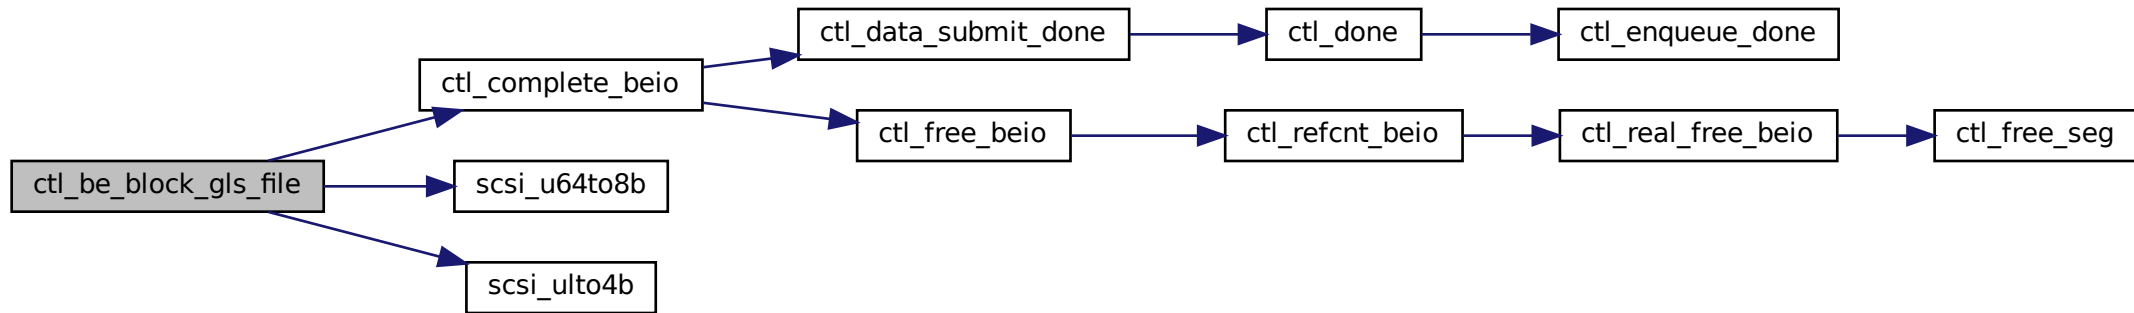 ctl_be_block_gls_file
ctl_complete_beio
scsi_u64to8b
scsi_ulto4b
ctl_data_submit_done
ctl_free_beio
ctl_done
ctl_refcnt_beio
ctl_enqueue_done
ctl_real_free_beio
ctl_free_seg